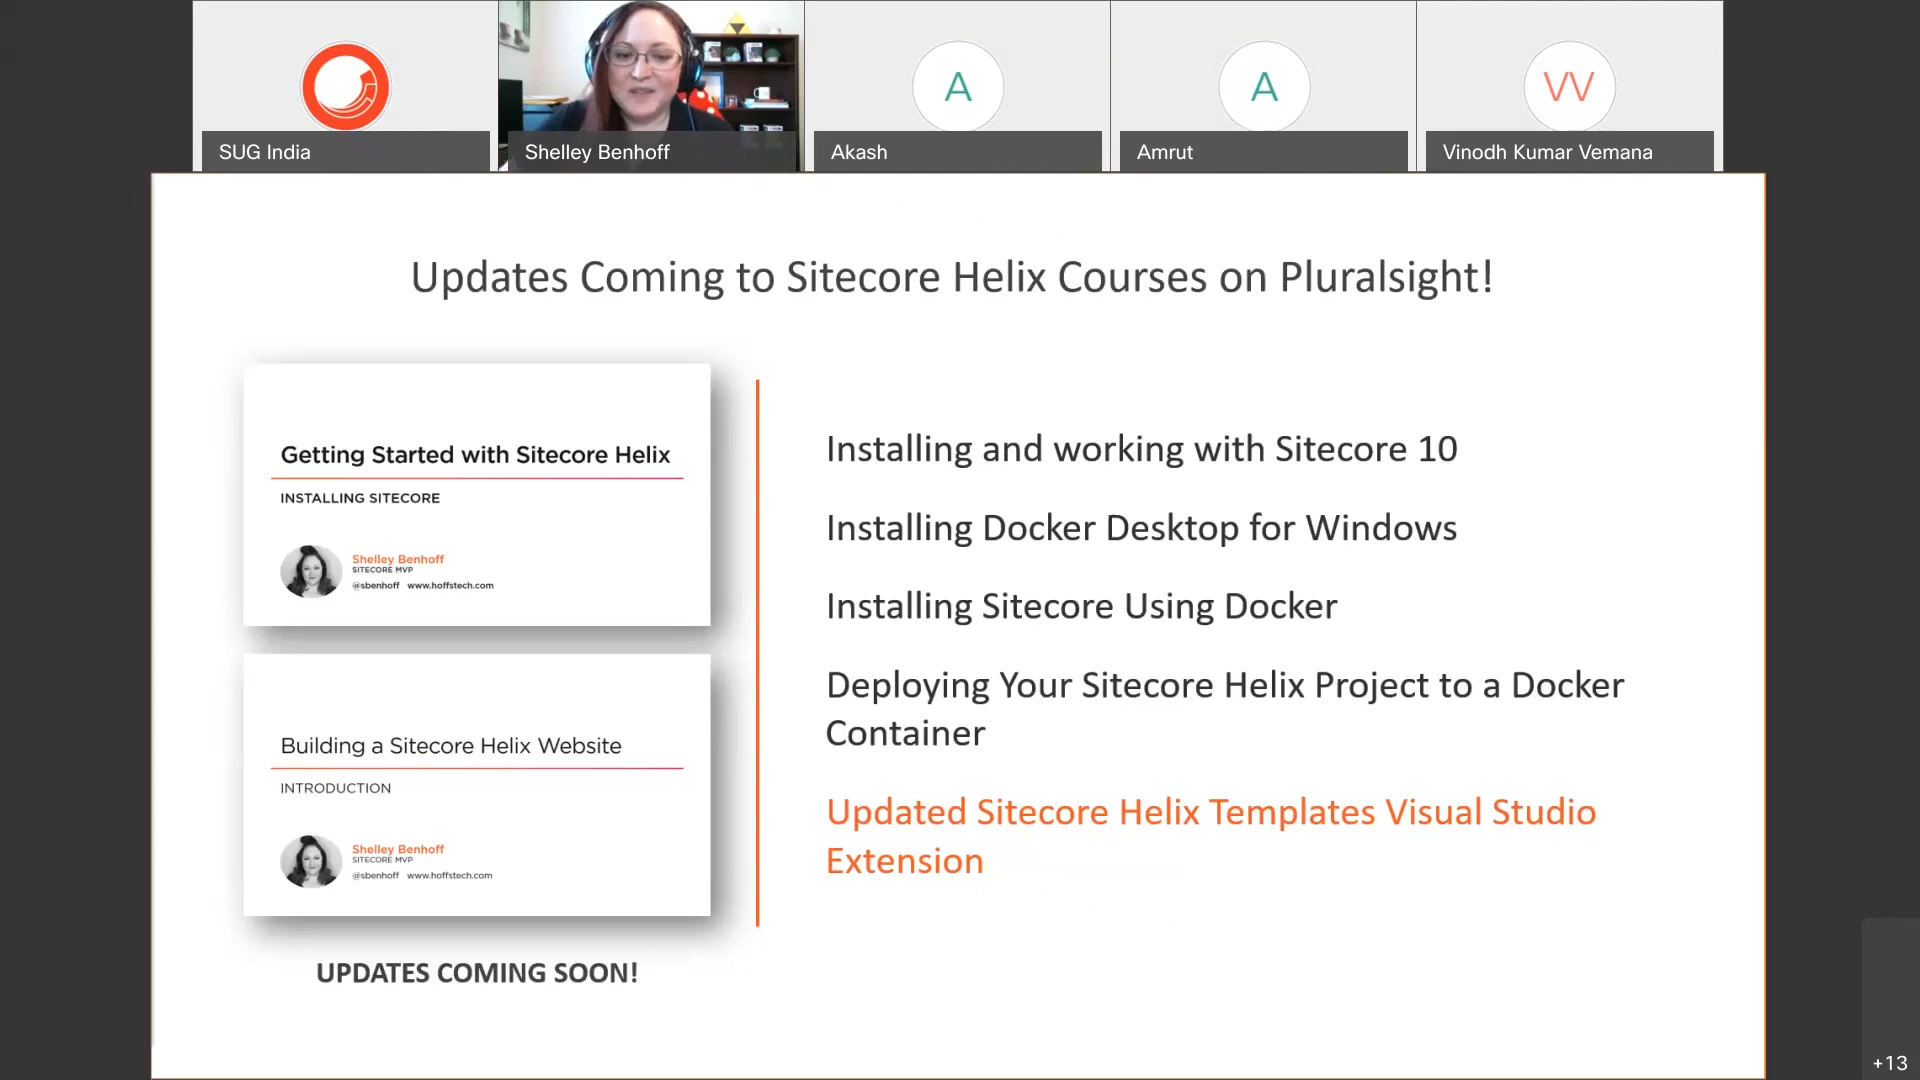 A
A
VV
SUG India
Shelley Benhoff
Akash
Amrut
Vinodh Kumar Vemana
Updates Coming to Sitecore Helix Courses on Pluralsight!
Getting Started with Sitecore Helix
INSTALLING SITECORE
Shelley Benhoff
SITECORE MVP
@sbenhoff www.hoffstech.com
Building a Sitecore Helix Website
INTRODUCTION
Shelley Benhoff
SITECORE MVP
@sbenhoff www.hoffstech.com
UPDATES COMING SOON!
Installing and working with Sitecore 10
Installing Docker Desktop for Windows
Installing Sitecore Using Docker
Deploying Your Sitecore Helix Project to a Docker
Container
Updated Sitecore Helix Templates Visual Studio
Extension
+13